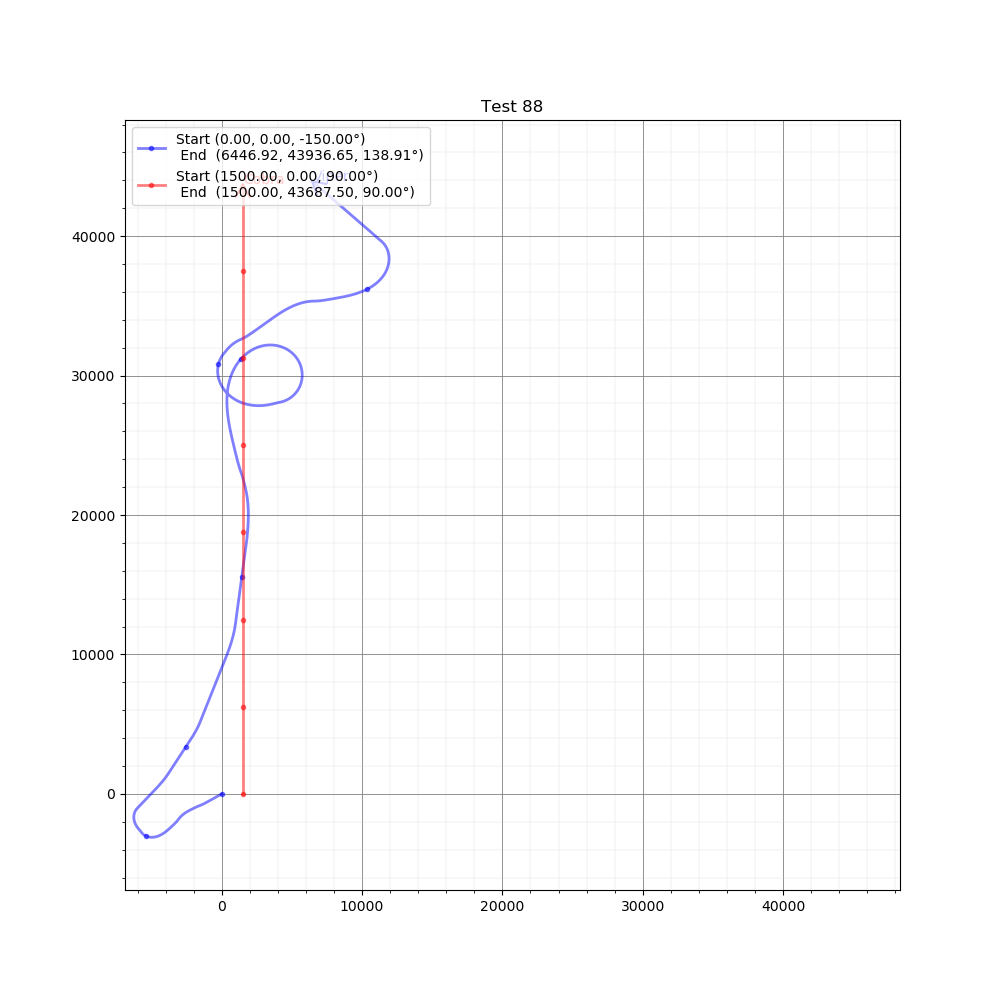 Test 88
Start (0.00, 0.00, -150.00°)
End (6446.92, 43936.65, 138.91°)
Start (1500.00, 0.00, 90.00°)
End (1500.00, 43687.50, 90.00°)
40000
30000
20000
10000
0
0 10000 20000 30000 40000